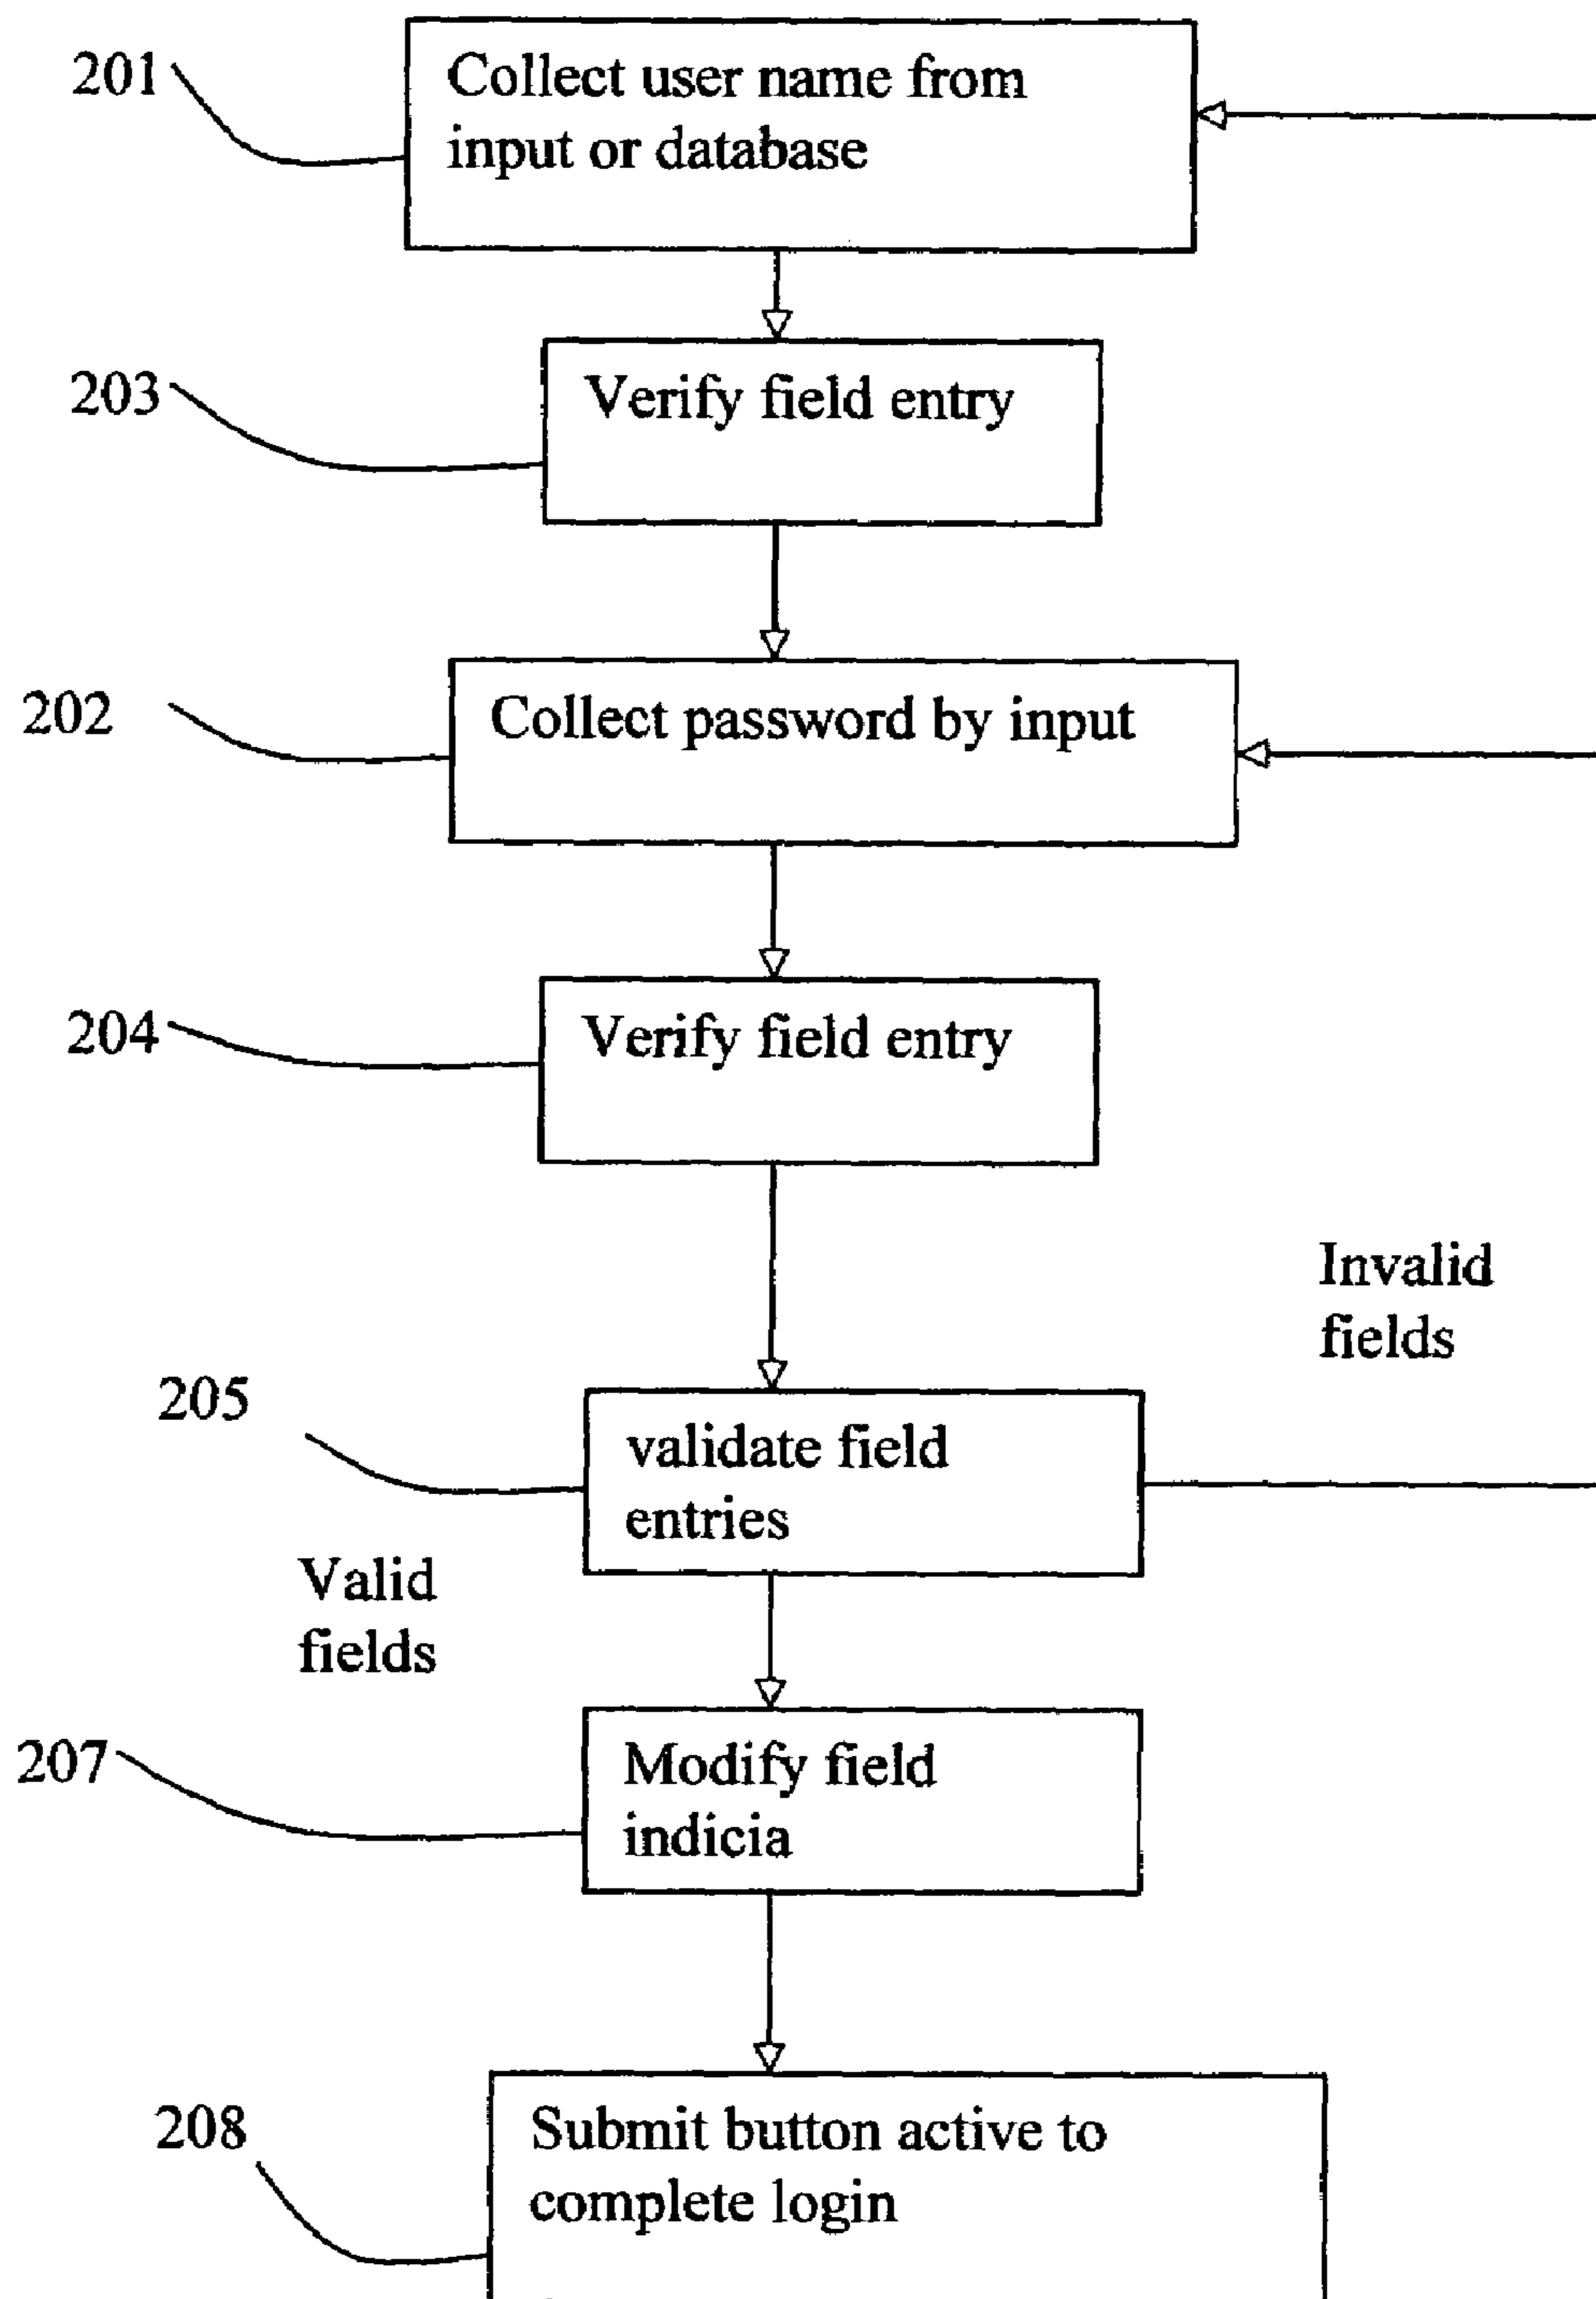 201
Collect user name from
input or database
203
Verify field entry
202
Collect password by input
204
Verify field entry
Invalid
fields
205
validate field
entries
Valid
fields
207
Modify field
indicia
208
Submit button active to
complete login